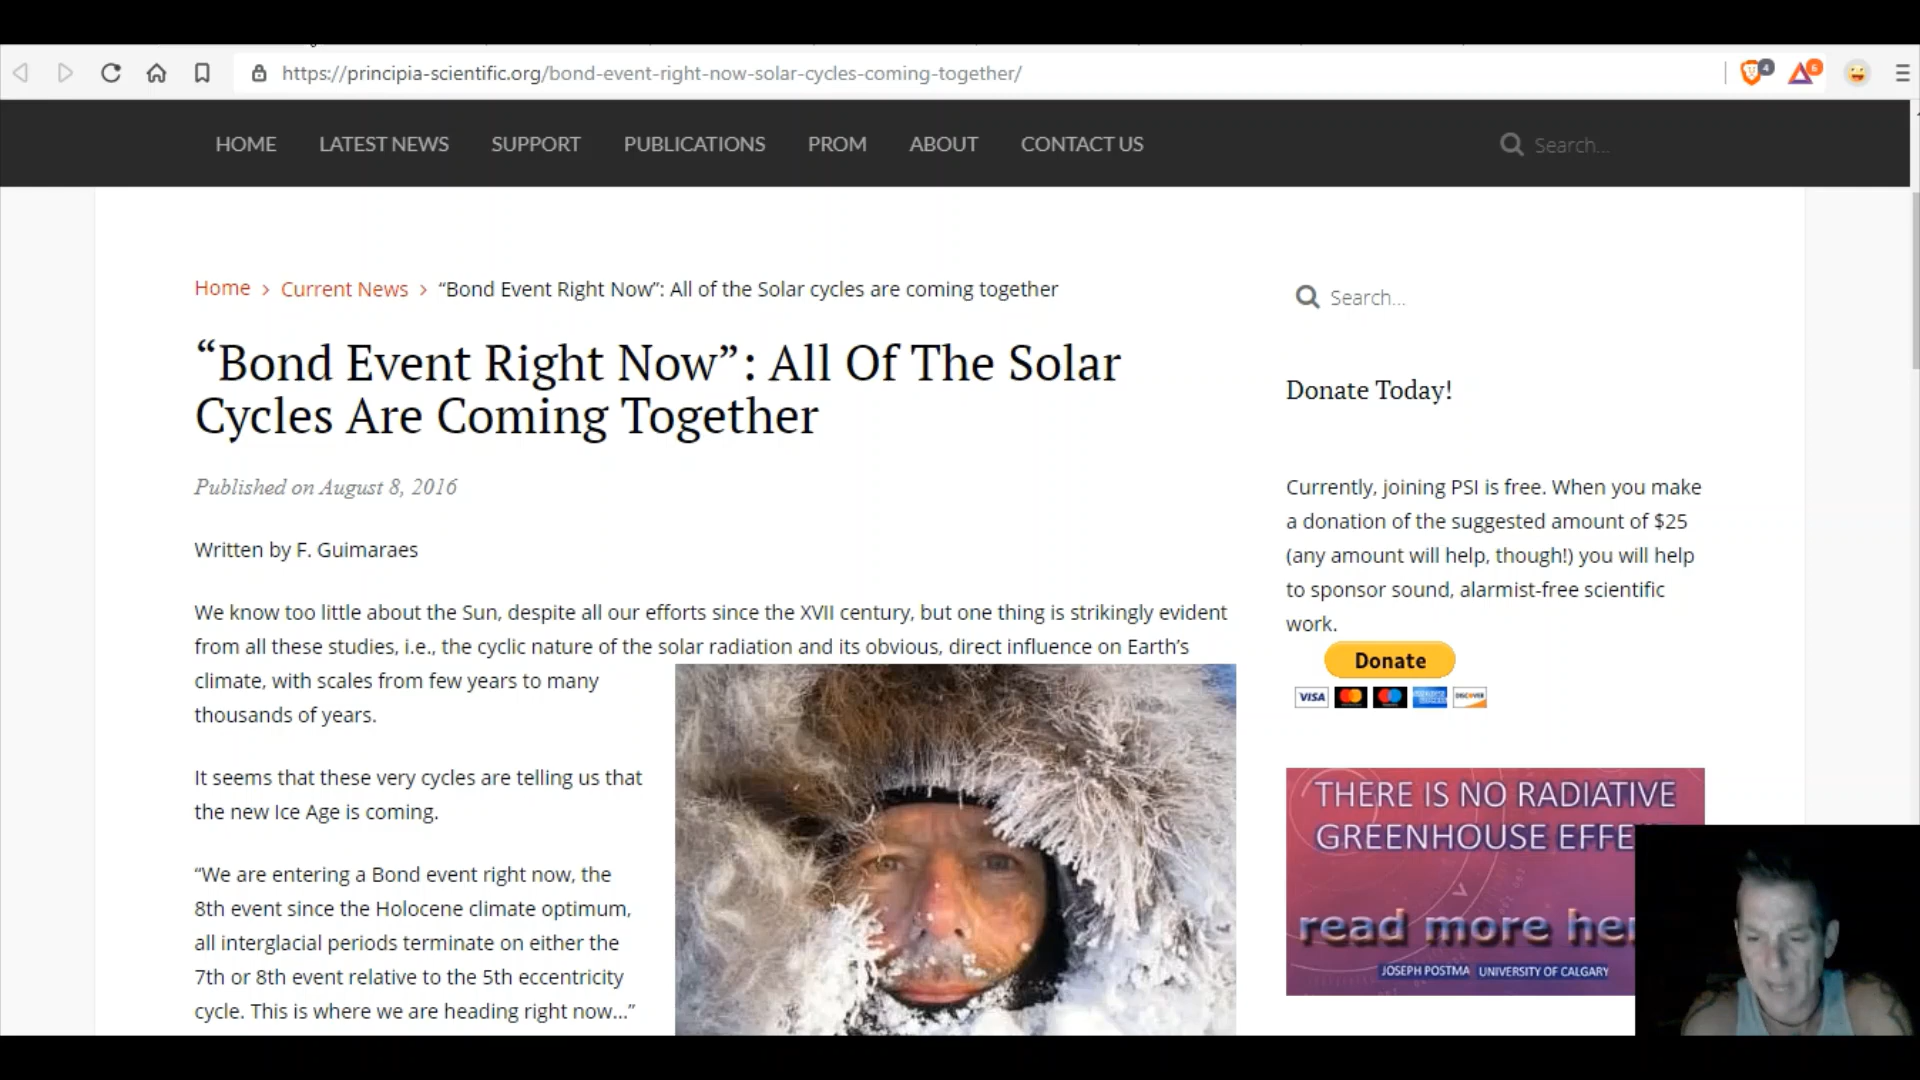 https://principia-scientific.org/bond-event-right-now-solar-cycles-coming-together/
4
6
HOME LATEST NEWS SUPPORT PUBLICATIONS PROM ABOUT CONTACT US
Search...
Home > Current News > “Bond Event Right Now”: All of the Solar cycles are coming together
“Bond Event Right Now”: All Of The Solar
Cycles Are Coming Together
Published on August 8, 2016
Written by F. Guimaraes
We know too little about the Sun, despite all our efforts since the XVII century, but one thing is strikingly evident
from all these studies, i.e., the cyclic nature of the solar radiation and its obvious, direct influence on Earth’s
climate, with scales from few years to many
thousands of years.
It seems that these very cycles are telling us that
the new Ice Age is coming.
“We are entering a Bond event right now, the
8th event since the Holocene climate optimum,
all interglacial periods terminate on either the
7th or 8th event relative to the 5th eccentricity
cycle. This is where we are heading right now...”
Search...
Donate Today!
Currently, joining PSI is free. When you make
a donation of the suggested amount of $25
(any amount will help, though!) you will help
to sponsor sound, alarmist-free scientific
work.
Donate
VISA
DISCOVER
THERE IS NO RADIATIVE
GREENHOUSE EFFE
read more her
JOSEPH POSTMA UNIVERSITY OF CALGARY